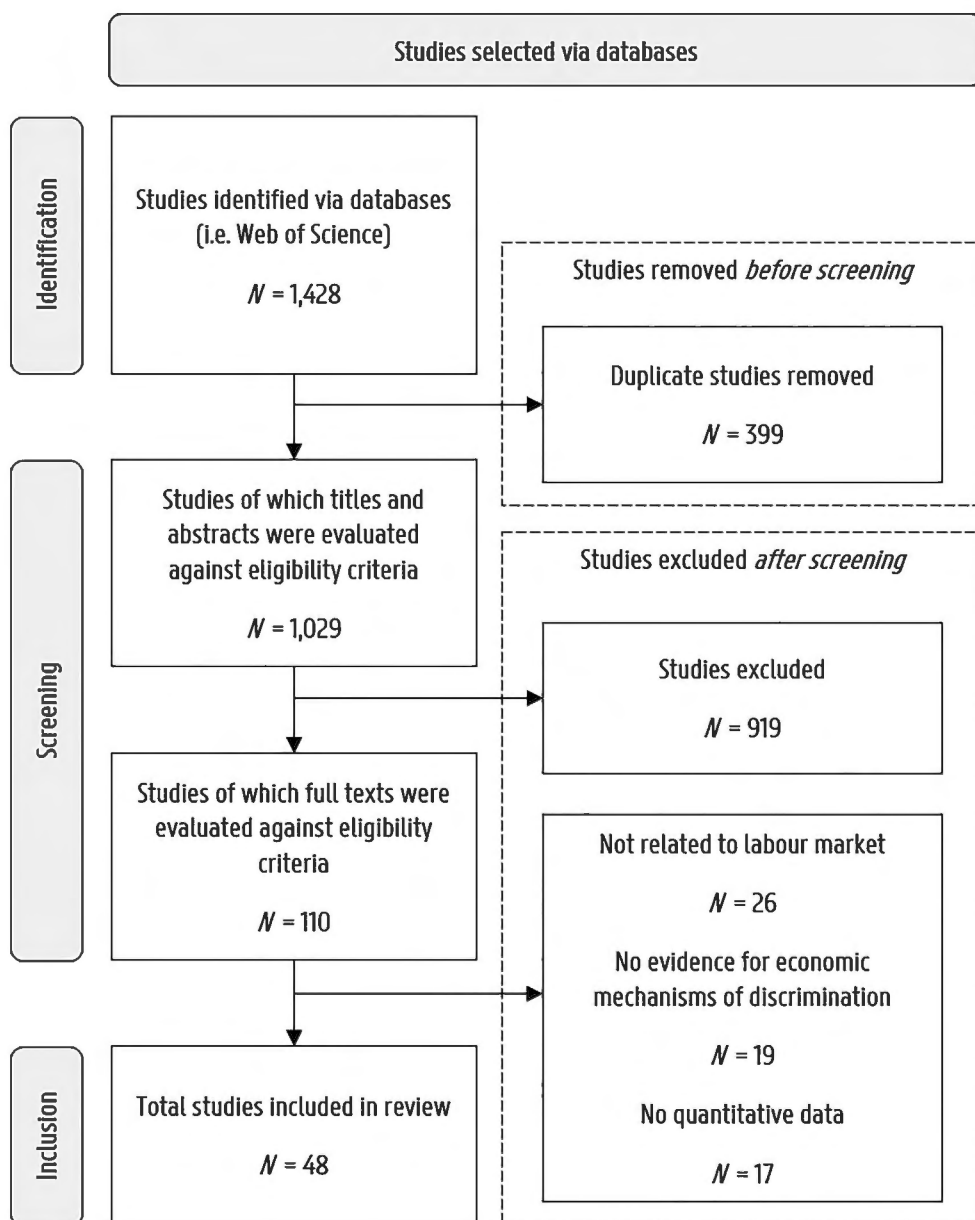 Studies selected via databases
Identification
Studies identified via databases
(i.e. Web of Science)
N = 1,428
Studies removed before screening
Duplicate studies removed
N = 399
Screening
Studies of which titles and
abstracts were evaluated
against eligibility criteria
N = 1,029
Studies excluded after screening
Studies excluded
N = 919
Studies of which full texts were
evaluated against eligibility
criteria
N = 110
Not related to labour market
N = 26
No evidence for economic
mechanisms of discrimination
N = 19
No quantitative data
N = 17
Inclusion
Total studies included in review
N = 48